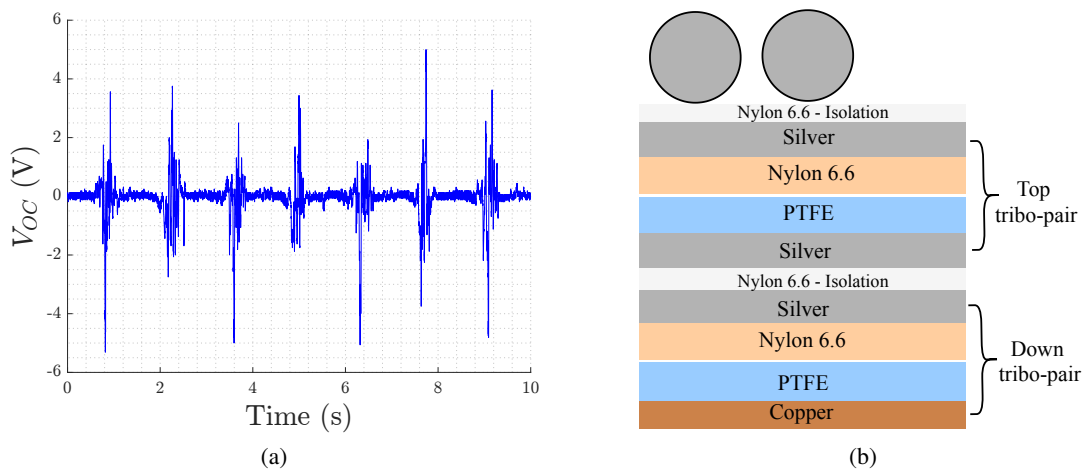 6
4
2
0
-2
-4
-6
V_OC (V)
0 2 4 6 8 10
Time (s)
(a)
Nylon 6.6 - Isolation
Silver
Nylon 6.6
PTFE
Silver
Top
tribo-pair
Nylon 6.6 - Isolation
Silver
Nylon 6.6
PTFE
Copper
Down
tribo-pair
(b)